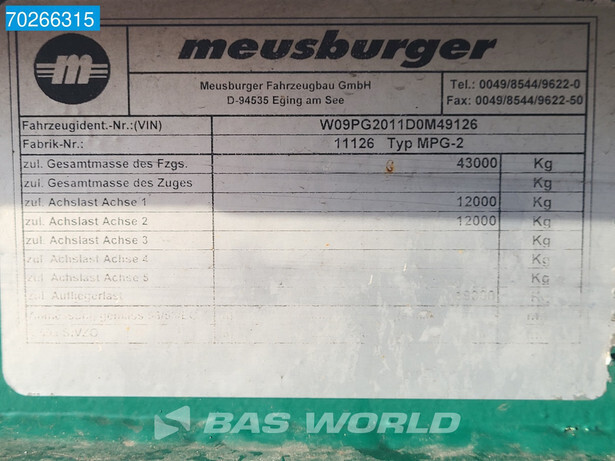 70266315
m
meusburger
Meusburger Fahrzeugbau GmbH
D-94535 Eging am See
Tel.: 0049/8544/9622-0
Fax: 0049/8544/9622-50
Fahrzeugident.-Nr.:(VIN) W09PG2011D0M49126
Fabrik-Nr.: 11126 Typ MPG-2
zul. Gesamtmasse des Fzgs. 43000 Kg
zul. Gesamtmasse des Zuges Kg
zul. Achslast Achse 1 12000 Kg
zul. Achslast Achse 2 12000 Kg
zul. Achslast Achse 3 Kg
zul. Achslast Achse 4 Kg
zul. Achslast Achse 5 Kg
zul. Aufliegerlast Kg
BAS WORLD